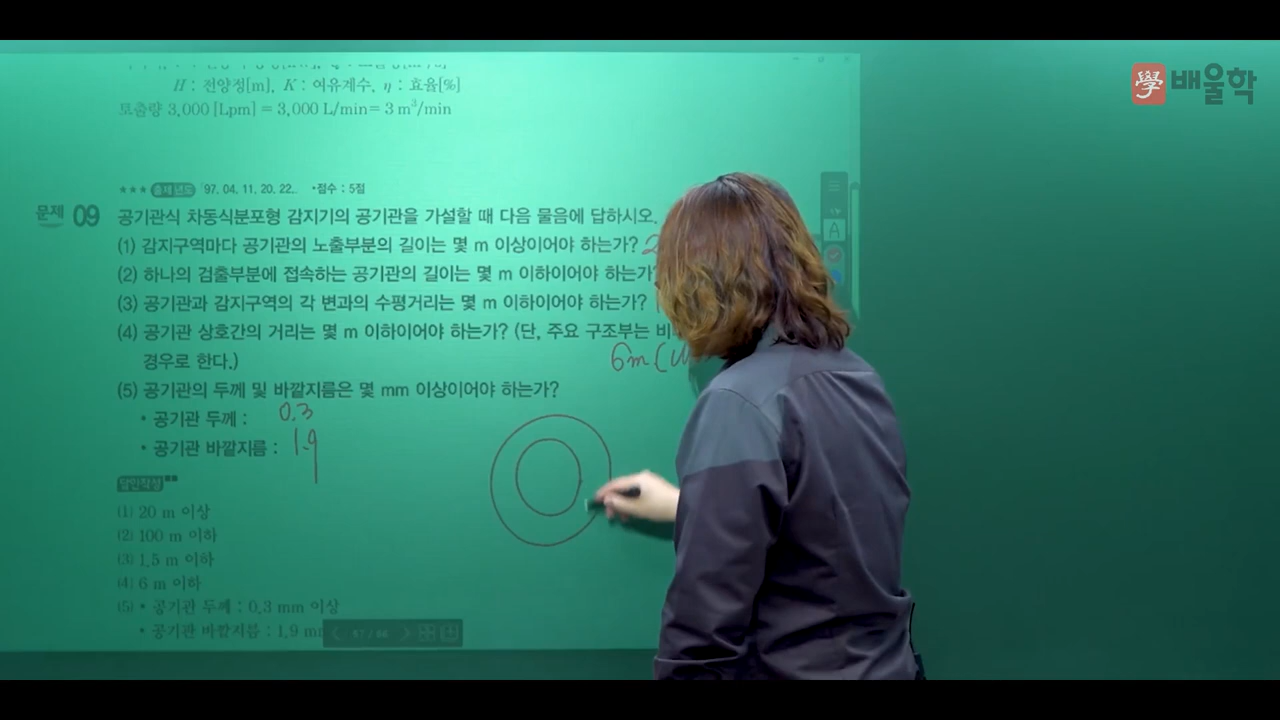 學 배울학
H : 전양정[m], K : 여유계수, η : 효율[%]
토출량 3,000 [Lpm] = 3,000 L/min = 3 m³/min
★★★ 출제년도 97. 04. 11. 20. 22.. •점수 : 5점
문제 09 공기관식 차동식분포형 감지기의 공기관을 가설할 때 다음 물음에 답하시오.
(1) 감지구역마다 공기관의 노출부분의 길이는 몇 m 이상이어야 하는가? 2
(2) 하나의 검출부분에 접속하는 공기관의 길이는 몇 m 이하이어야 하는가?
(3) 공기관과 감지구역의 각 변과의 수평거리는 몇 m 이하이어야 하는가?
(4) 공기관 상호간의 거리는 몇 m 이하이어야 하는가? (단, 주요 구조부는 비
경우로 한다.) 6m (
(5) 공기관의 두께 및 바깥지름은 몇 mm 이상이어야 하는가?
• 공기관 두께 : 0.3
• 공기관 바깥지름 : 1.9
답안작성
(1) 20 m 이상
(2) 100 m 이하
(3) 1.5 m 이하
(4) 6 m 이하
(5) • 공기관 두께 : 0.3 mm 이상
• 공기관 바깥지름 : 1.9 mm
A